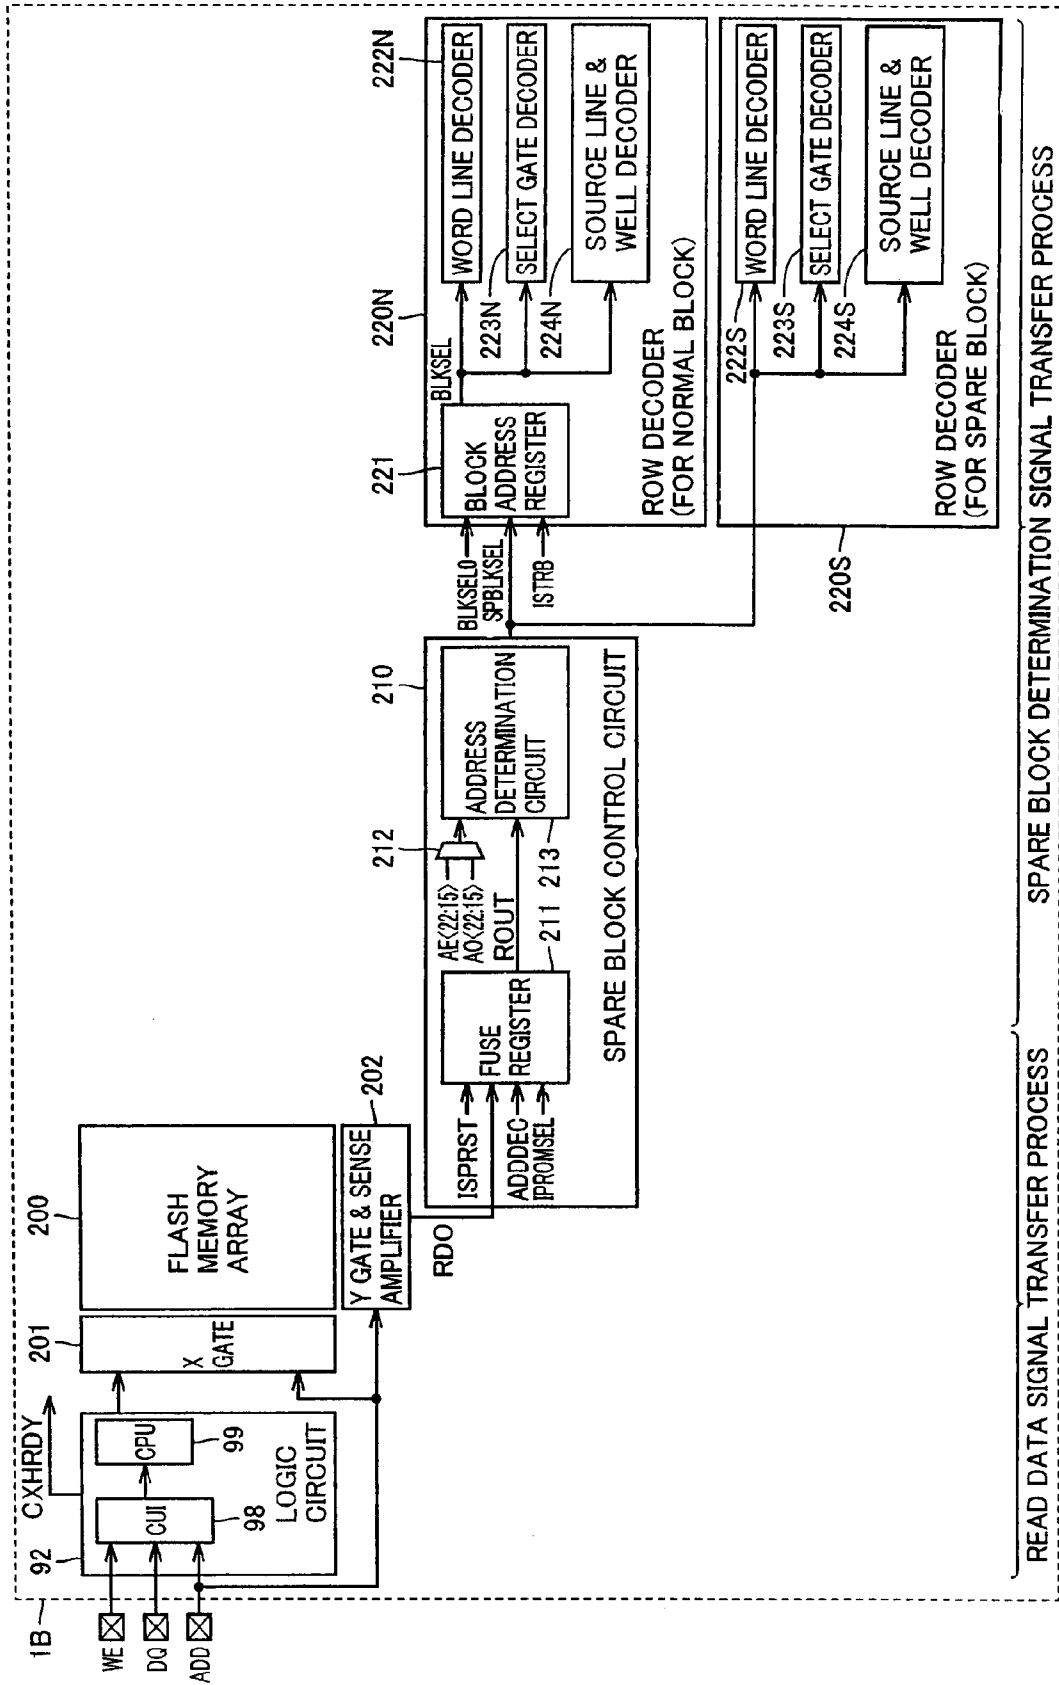 1B
WE
DQ
ADD
92
CXHRDY
CUI
98
CPU
99
LOGIC
CIRCUIT
201
X
GATE
200
FLASH
MEMORY
ARRAY
Y GATE & SENSE
AMPLIFIER
202
RDO
ISPRST
ADDDEC
IPROMSEL
FUSE
REGISTER
211
ROUT
AE<22:15>
AO<22:15>
212
ADDRESS
DETERMINATION
CIRCUIT
213
210
SPARE BLOCK CONTROL CIRCUIT
BLKSEL0
SPBLKSEL
ISTRB
221
BLOCK
ADDRESS
REGISTER
BLKSEL
220N
222N
WORD LINE DECODER
223N
SELECT GATE DECODER
224N
SOURCE LINE &
WELL DECODER
ROW DECODER
(FOR NORMAL BLOCK)
222S
WORD LINE DECODER
223S
SELECT GATE DECODER
224S
SOURCE LINE &
WELL DECODER
ROW DECODER
(FOR SPARE BLOCK)
220S
READ DATA SIGNAL TRANSFER PROCESS
SPARE BLOCK DETERMINATION SIGNAL TRANSFER PROCESS